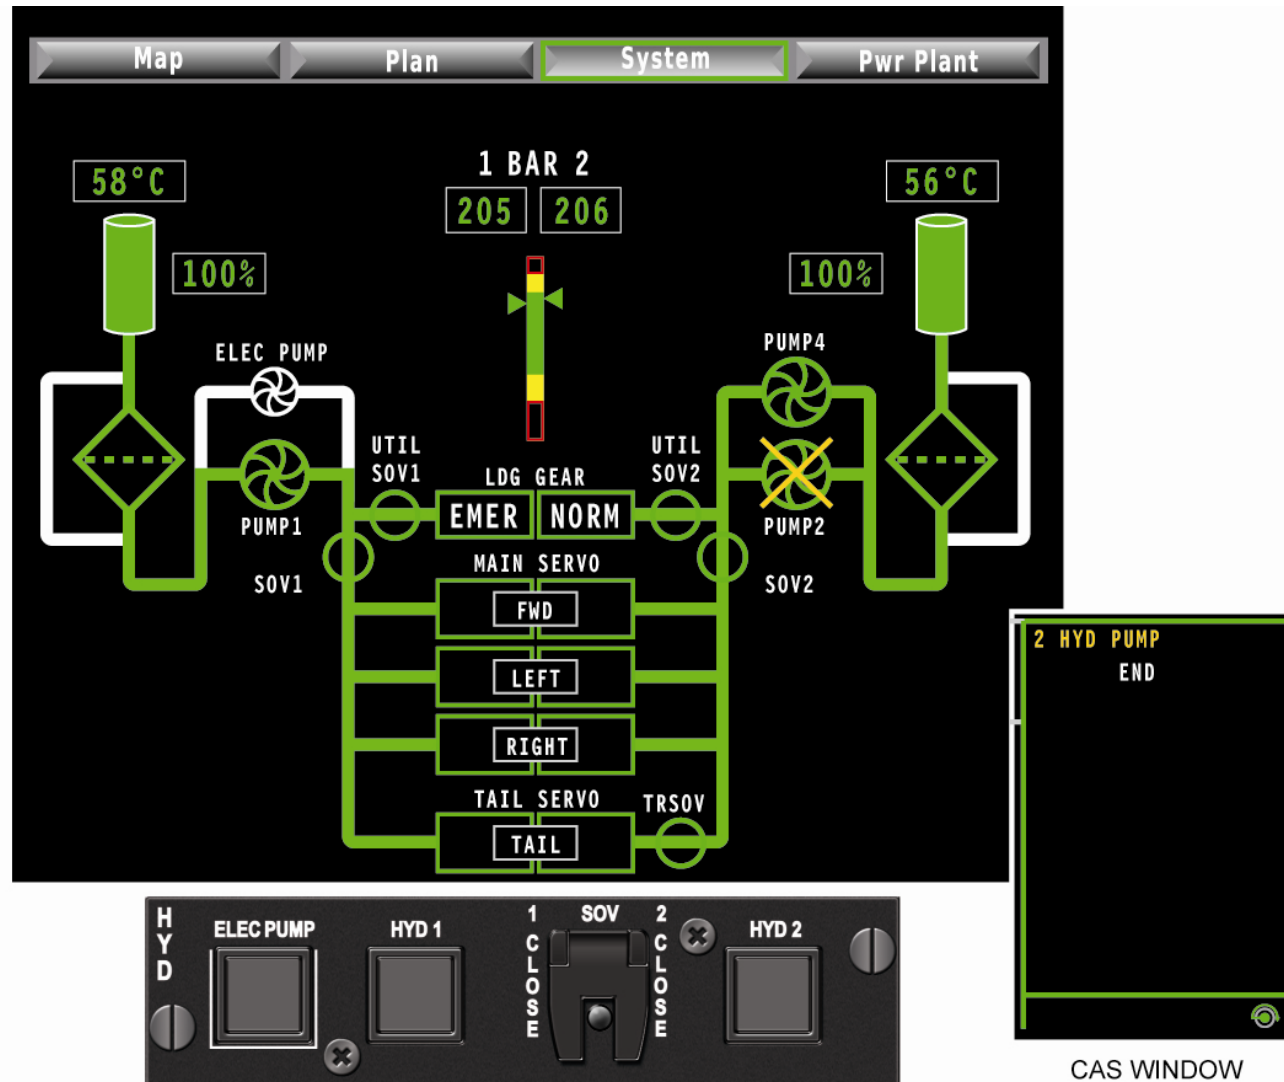 Map Plan System Pwr Plant
1 BAR 2
58°C 56°C
205 206
100% 100%
ELEC PUMP PUMP4
UTIL
SOV1
UTIL
SOV2
LDG GEAR
EMER NORM
PUMP1 PUMP2
MAIN SERVO
SOV1 SOV2
FWD
LEFT
RIGHT
TAIL SERVO TRSOV
TAIL
2 HYD PUMP
END
HYD
ELEC PUMP HYD 1 1 CLOSE SOV 2 CLOSE HYD 2
CAS WINDOW